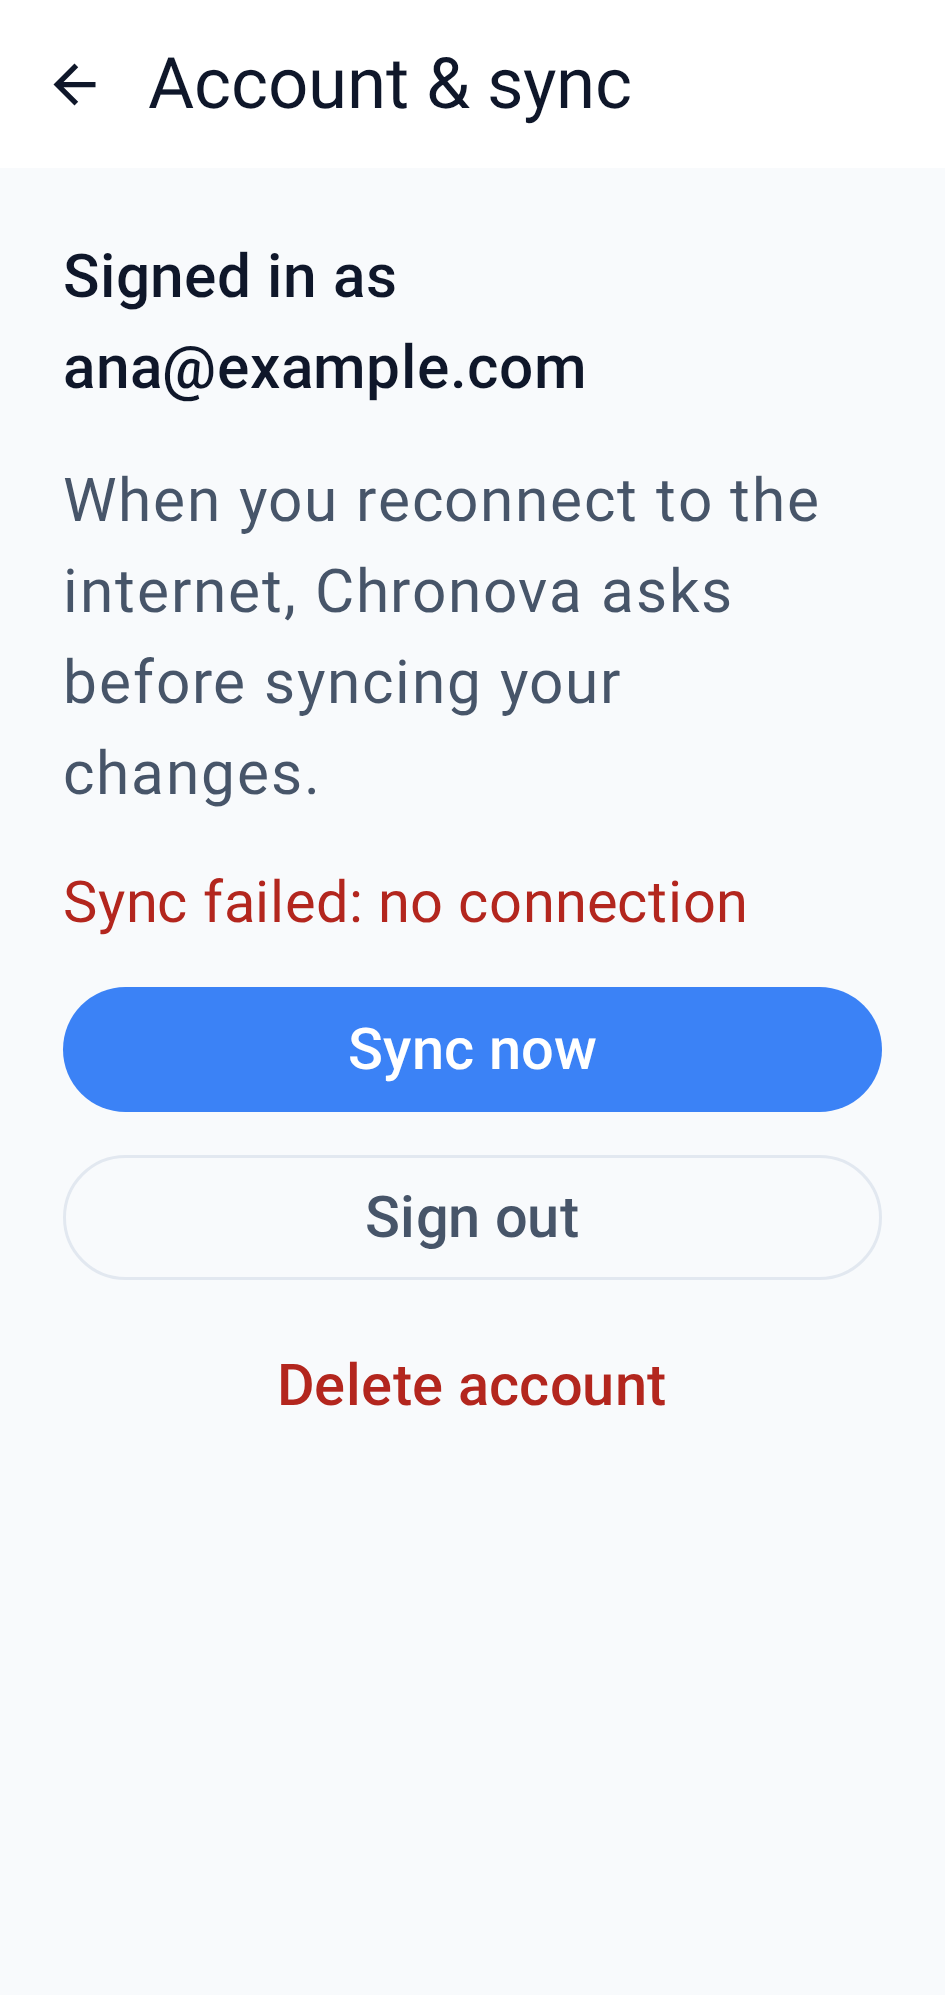 Account & sync
Signed in as
ana@example.com
When you reconnect to the
internet, Chronova asks
before syncing your
changes.
Sync failed: no connection
Sync now
Sign out
Delete account